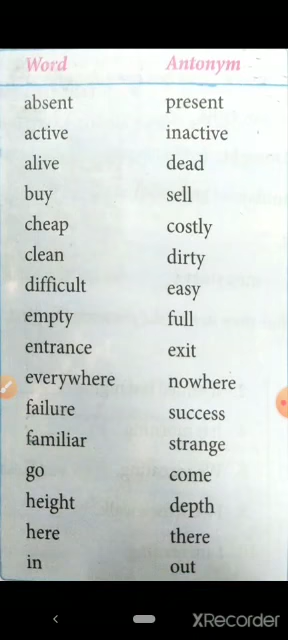 Word Antonym
absent present
active inactive
alive dead
buy sell
cheap costly
clean dirty
difficult easy
empty full
entrance exit
everywhere nowhere
failure success
familiar strange
go come
height depth
here there
in out
XRecorder